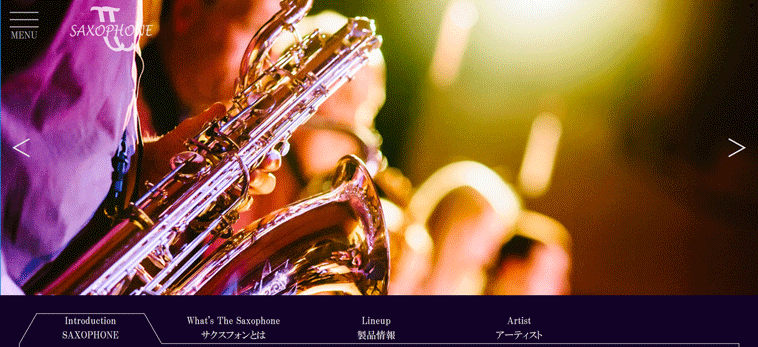 MENU
SAXOPHONE
Introduction
SAXOPHONE
What's The Saxophone
サクスフォンとは
Lineup
製品情報
Artist
アーティスト